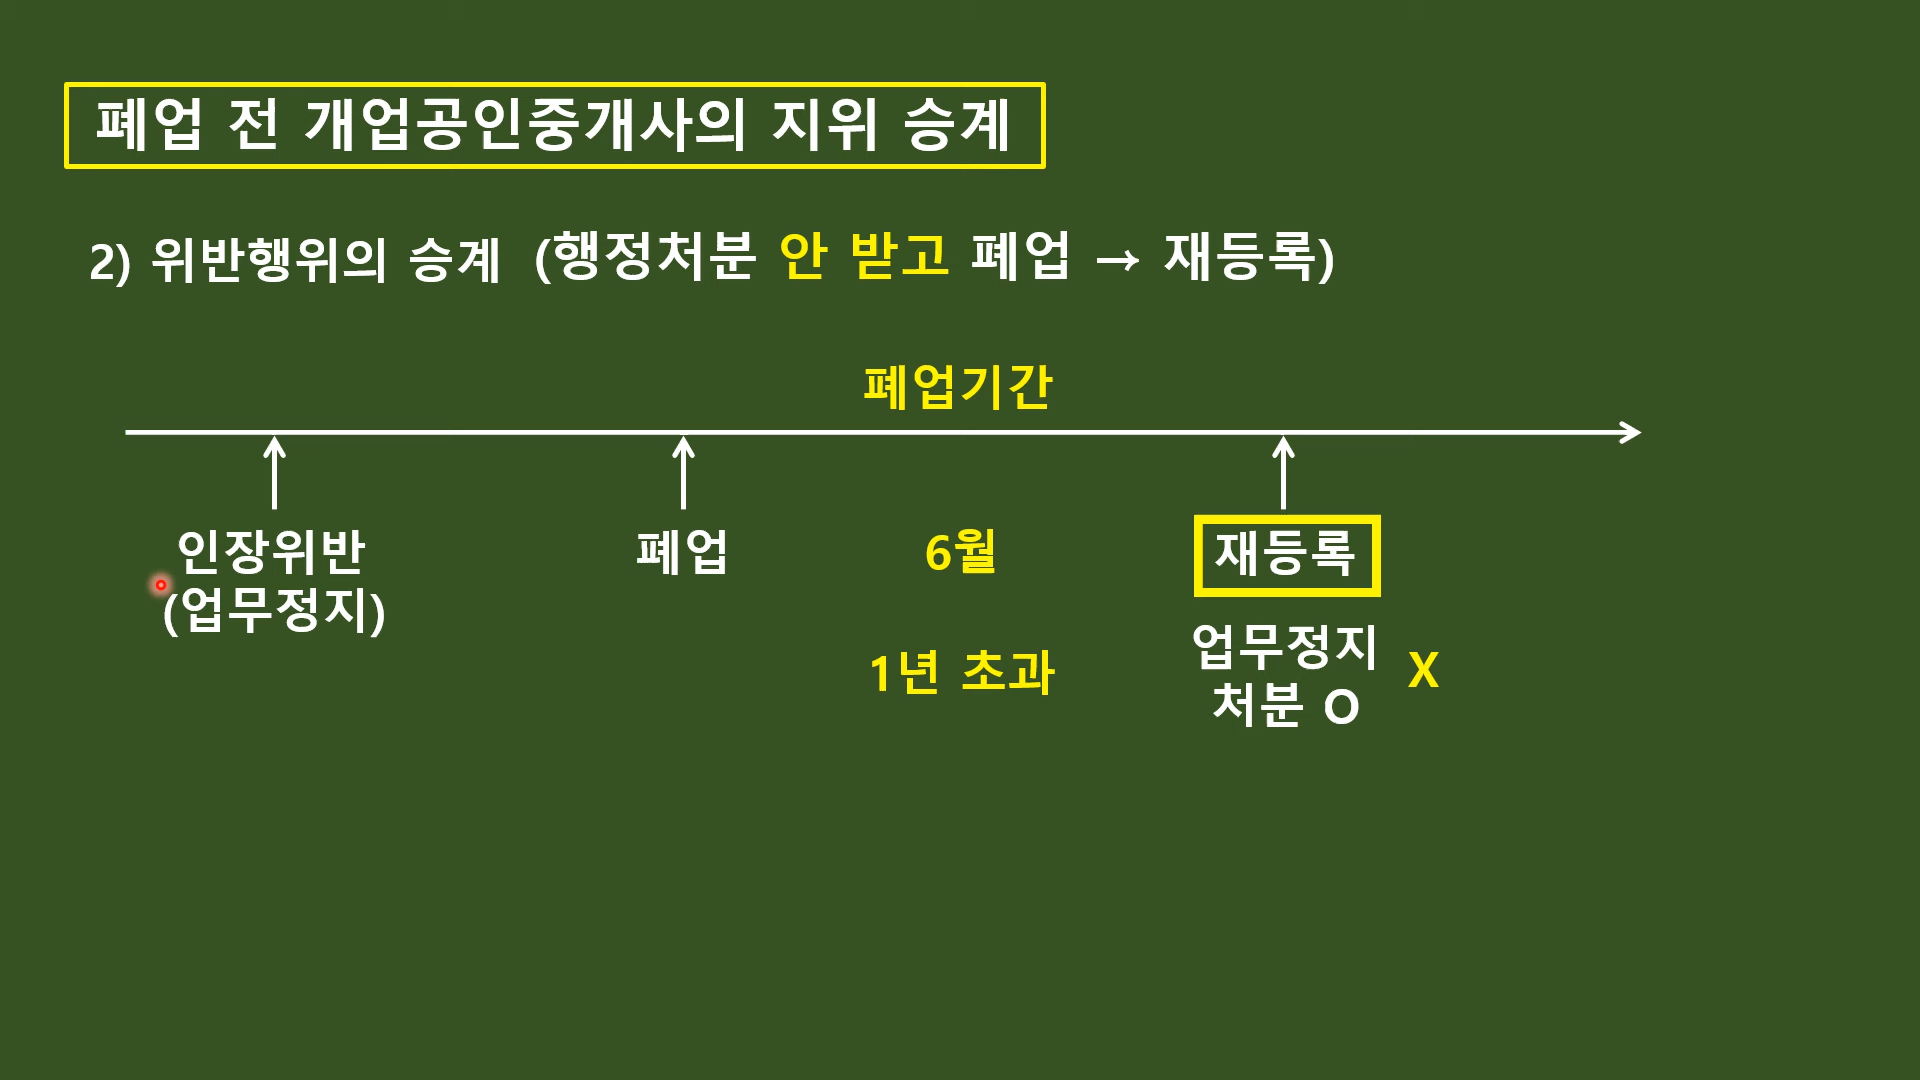 폐업 전 개업공인중개사의 지위 승계
2) 위반행위의 승계 (행정처분 안 받고 폐업 → 재등록)
폐업기간
인장위반
(업무정지)
폐업
6월
재등록
1년 초과
업무정지
처분 O
X